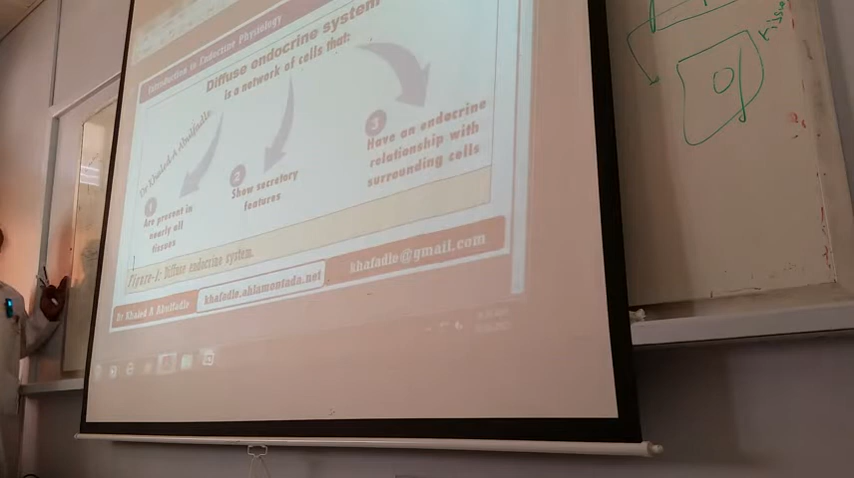 Introduction to Endocrine Physiology
Diffuse endocrine system
is a network of cells that:
Dr Khaled A Abulfadle
1
Are present in
nearly all
tissues
2
Show secretory
features
3
Have an endocrine
relationship with
surrounding cells
Figure-1: Diffuse endocrine system.
Dr Khaled A Abulfadle
khafadle.ahlamontada.net
khafadle@gmail.com